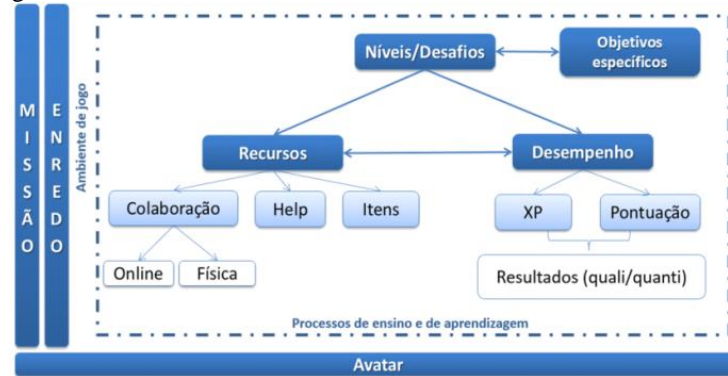 MISSÃO
ENREDO
Ambiente de jogo
Níveis/Desafios
Objetivos
específicos
Recursos
Desempenho
Colaboração
Help
Itens
XP
Pontuação
Online
Física
Resultados (quali/quanti)
Processos de ensino e de aprendizagem
Avatar